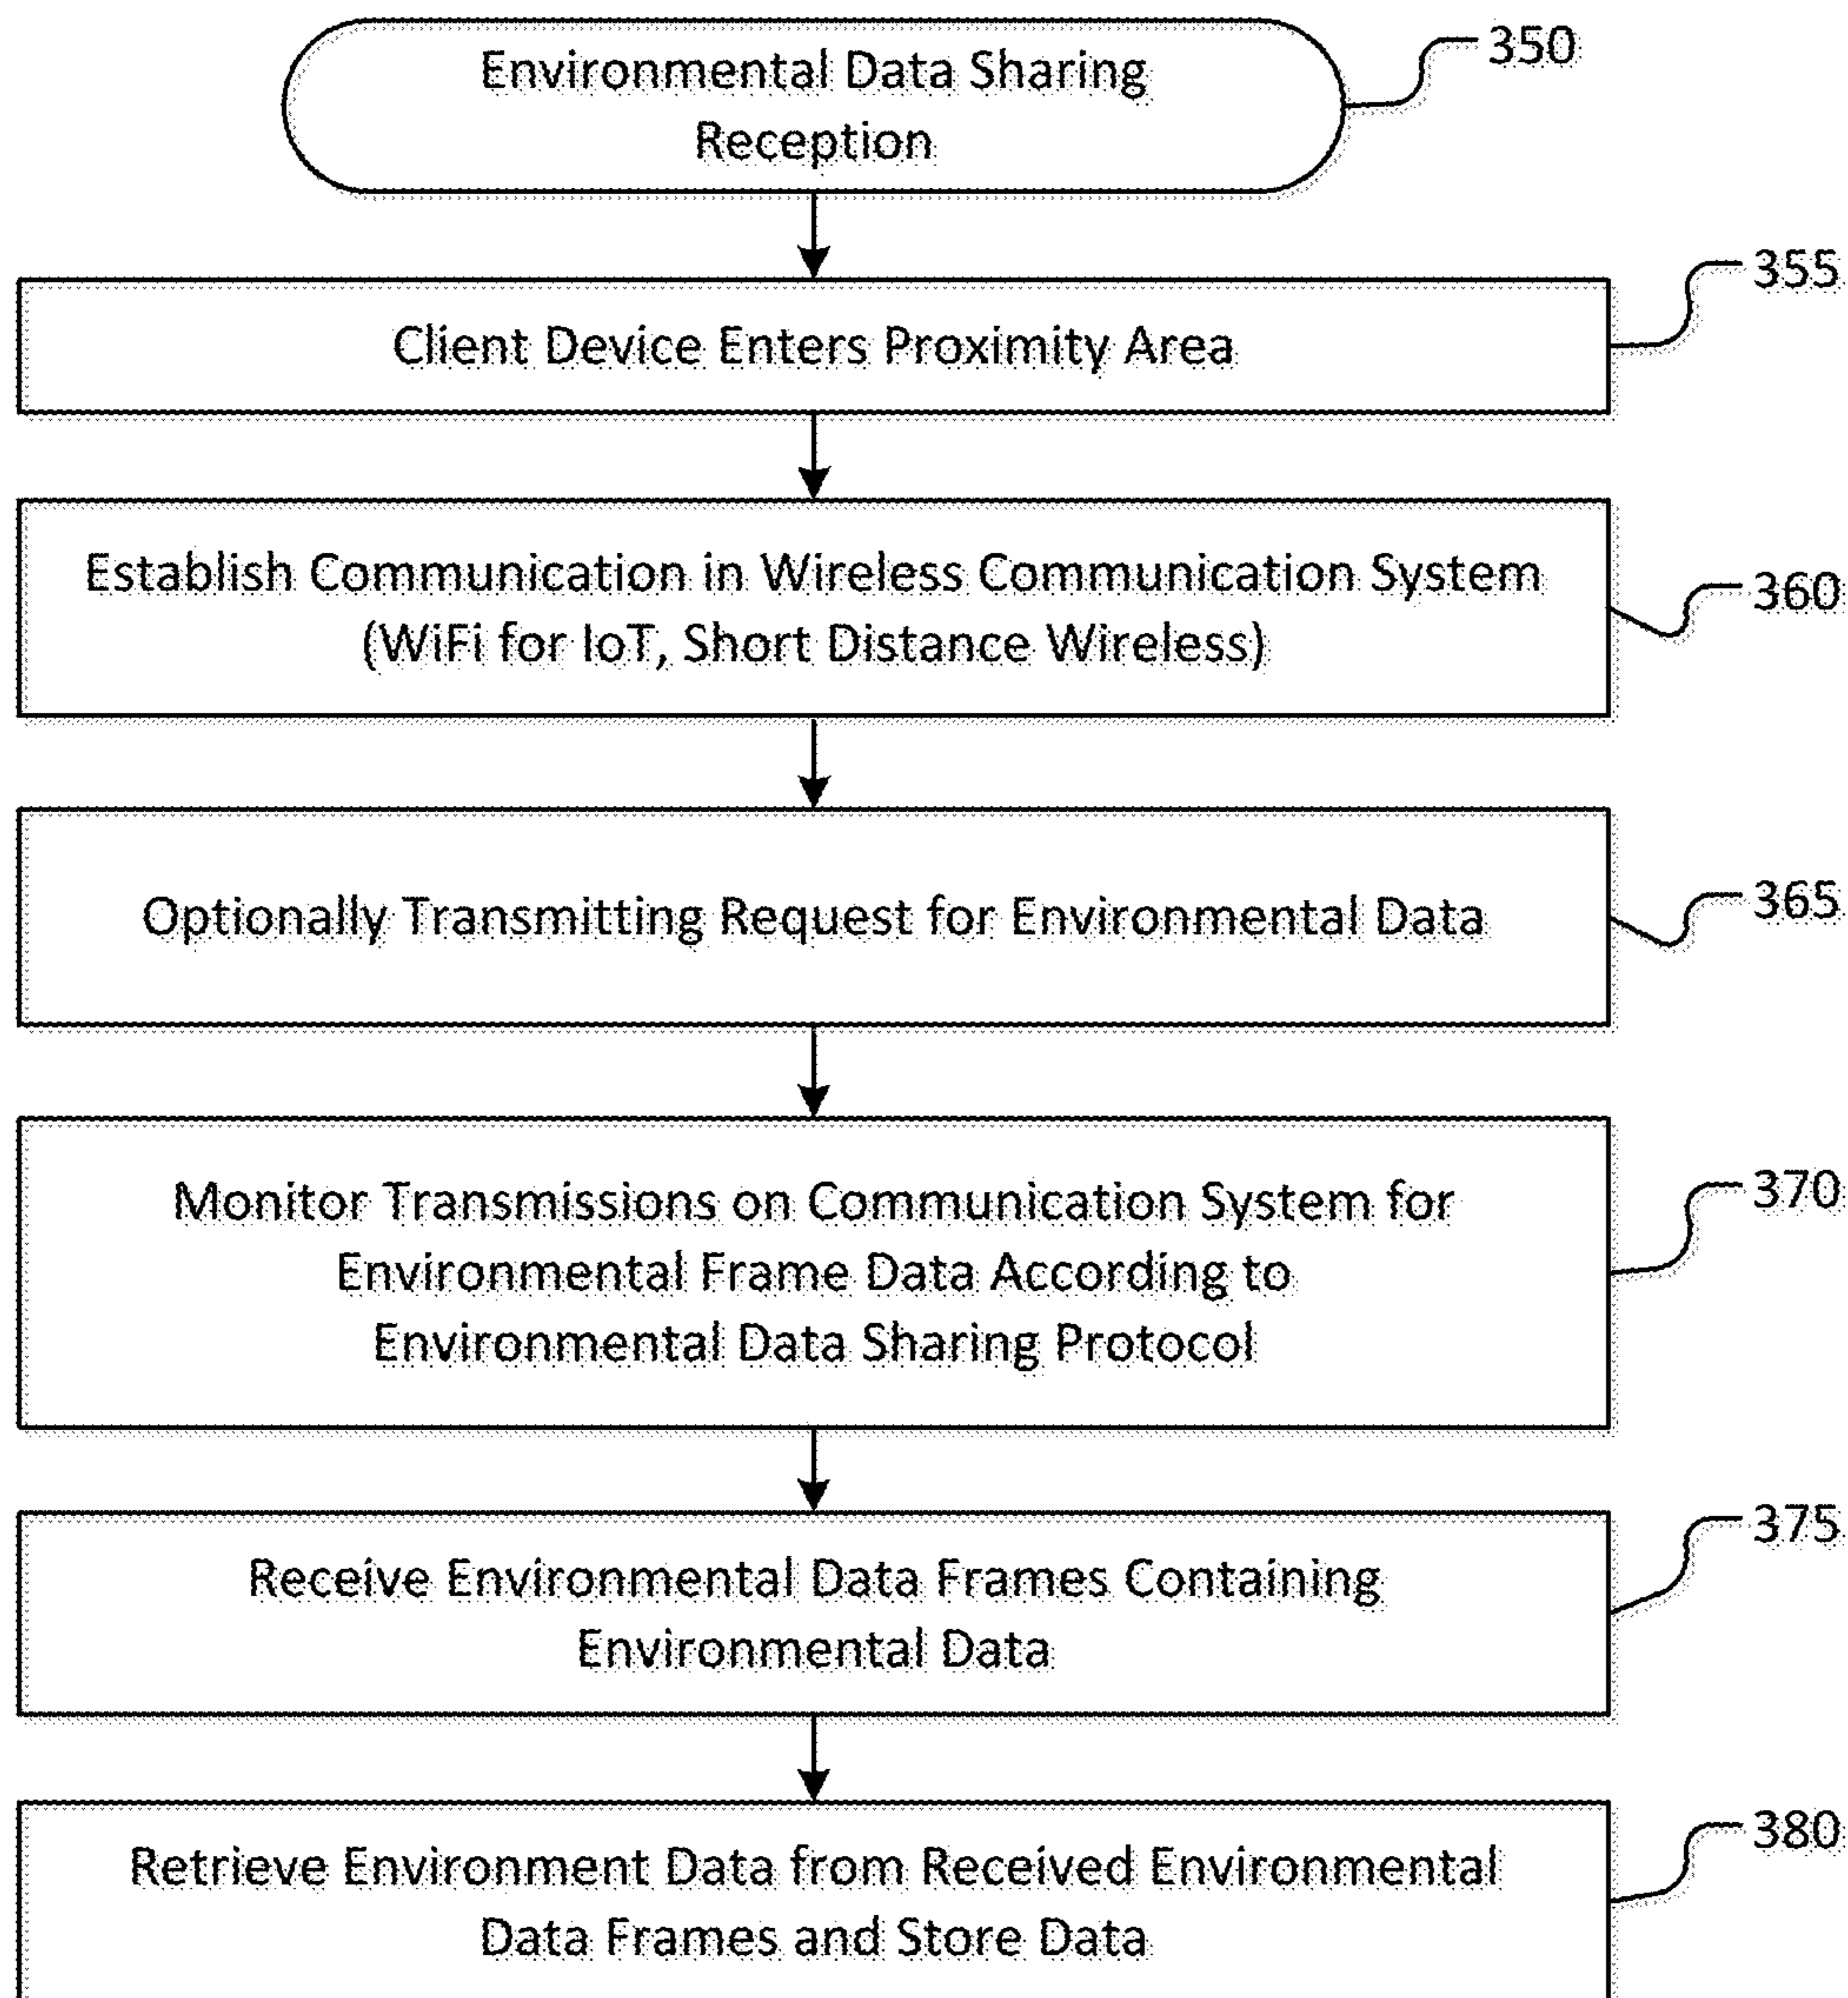 Environmental Data Sharing
Reception
350
Client Device Enters Proximity Area
355
Establish Communication in Wireless Communication System
(WiFi for IoT, Short Distance Wireless)
360
Optionally Transmitting Request for Environmental Data
365
Monitor Transmissions on Communication System for
Environmental Frame Data According to
Environmental Data Sharing Protocol
370
Receive Environmental Data Frames Containing
Environmental Data
375
Retrieve Environment Data from Received Environmental
Data Frames and Store Data
380